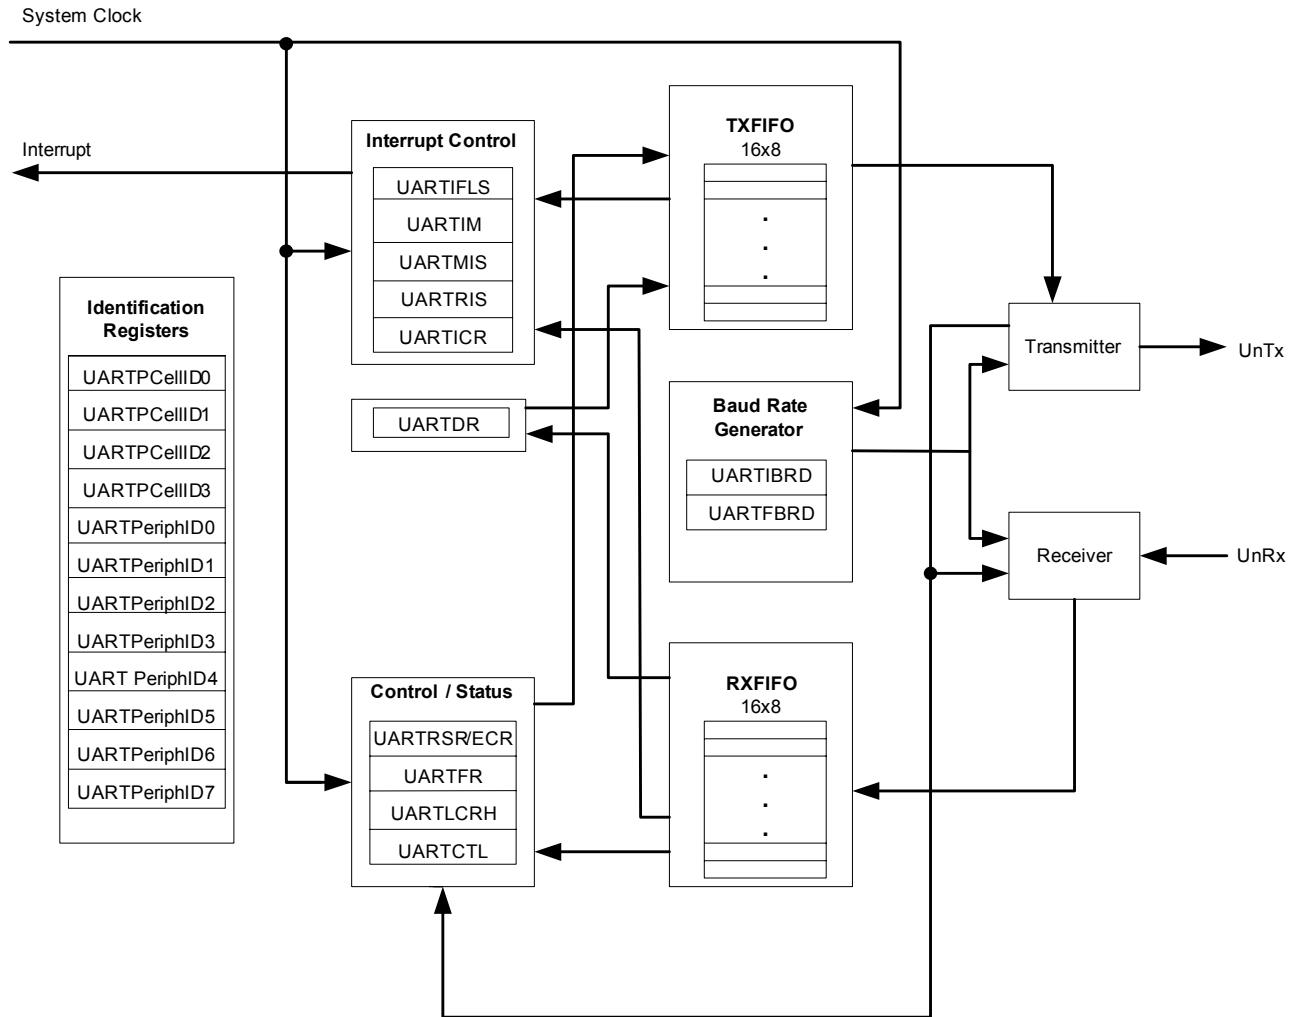 System Clock
Interrupt
Identification
Registers
UARTPCellID0
UARTPCellID1
UARTPCellID2
UARTPCellID3
UARTPeriphID0
UARTPeriphID1
UARTPeriphID2
UARTPeriphID3
UART PeriphID4
UARTPeriphID5
UARTPeriphID6
UARTPeriphID7
Interrupt Control
UARTIFLS
UARTIM
UARTMIS
UARTRIS
UARTICR
UARTDR
Control / Status
UARTRSR/ECR
UARTFR
UARTLCRH
UARTCTL
TXFIFO
16x8
.
.
.
Baud Rate
Generator
UARTIBRD
UARTFBRD
RXFIFO
16x8
.
.
.
Transmitter
UnTx
Receiver
UnRx